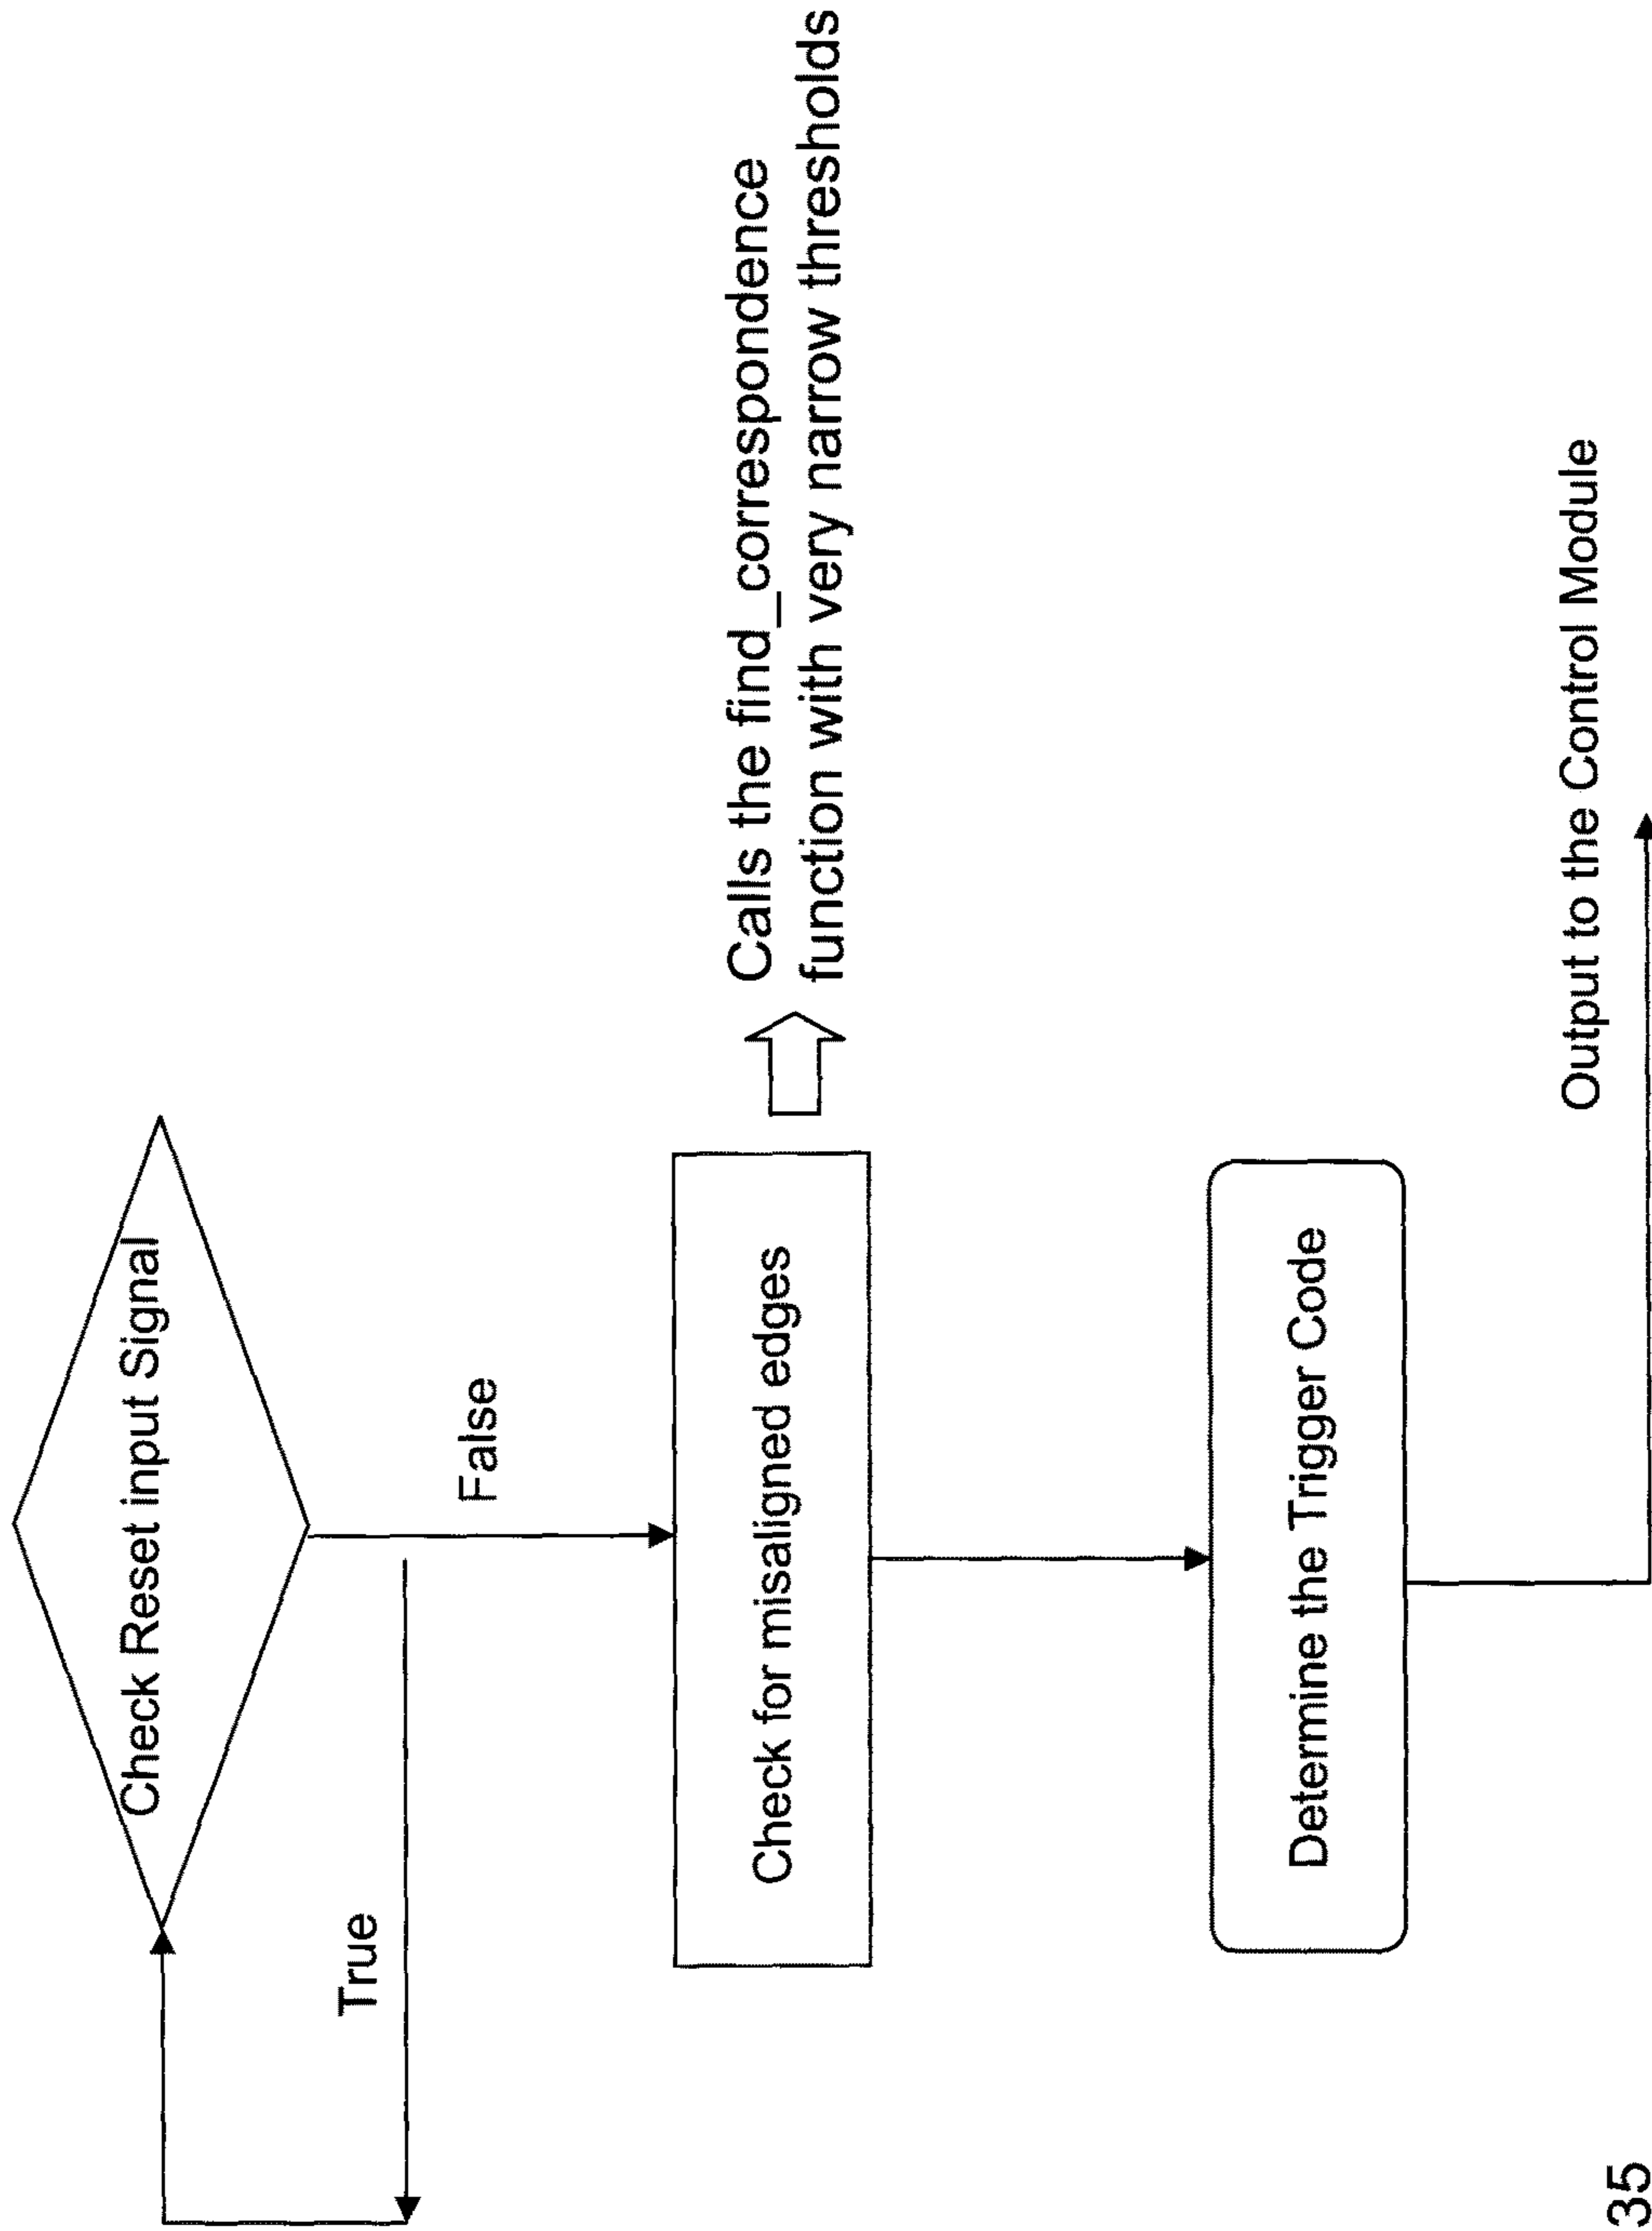 Check Reset input Signal
True
False
Check for misaligned edges
Calls the find_correspondence
function with very narrow thresholds
Determine the Trigger Code
Output to the Control Module
35